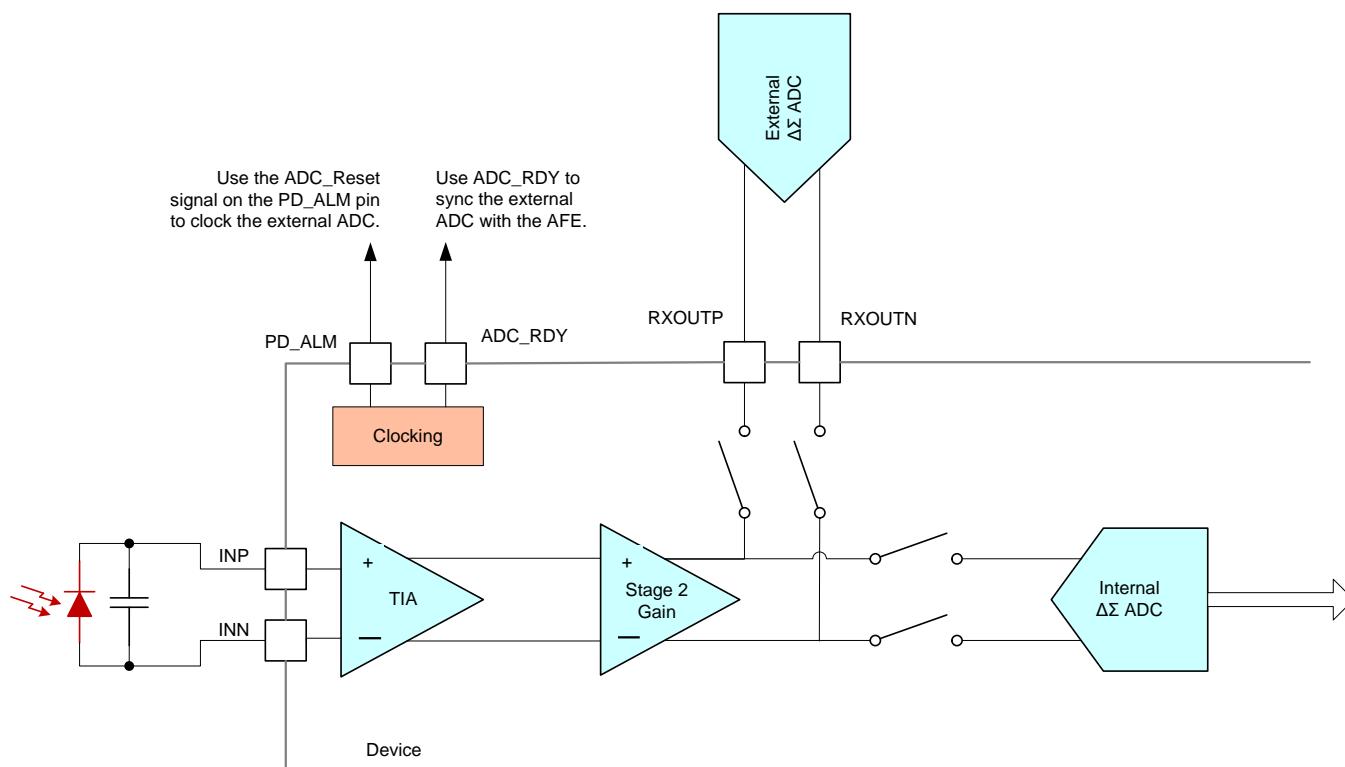 External
ΔΣ ADC
Use the ADC_Reset
signal on the PD_ALM pin
to clock the external ADC.
Use ADC_RDY to
sync the external
ADC with the AFE.
RXOUTP
RXOUTN
PD_ALM
ADC_RDY
Clocking
INP
INN
+
TIA
—
+
Stage 2
Gain
—
Internal
ΔΣ ADC
Device